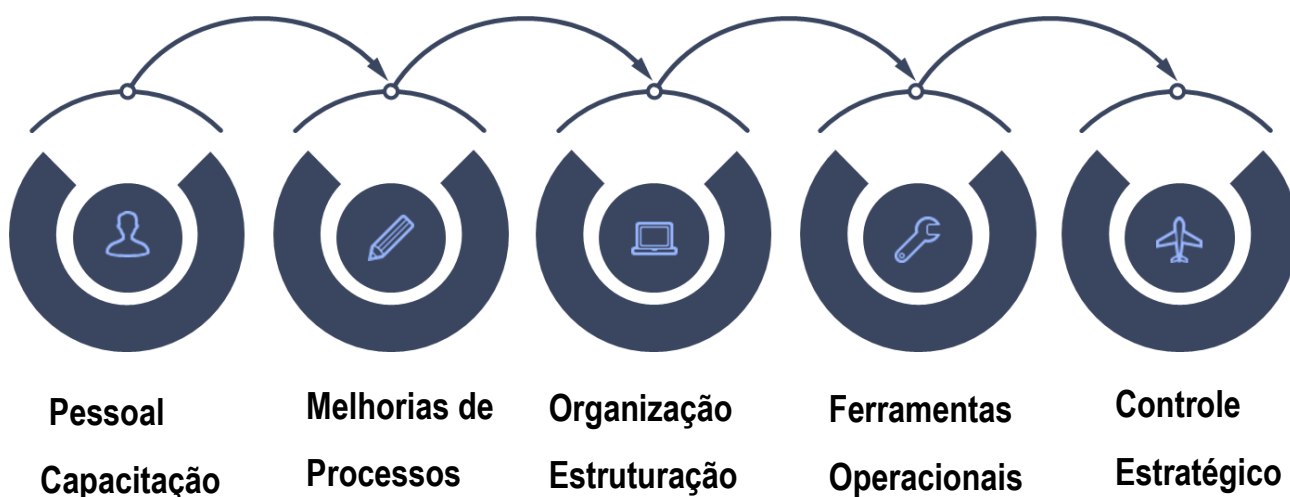 Pessoal
Capacitação
Melhorias de
Processos
Organização
Estruturação
Ferramentas
Operacionais
Controle
Estratégico